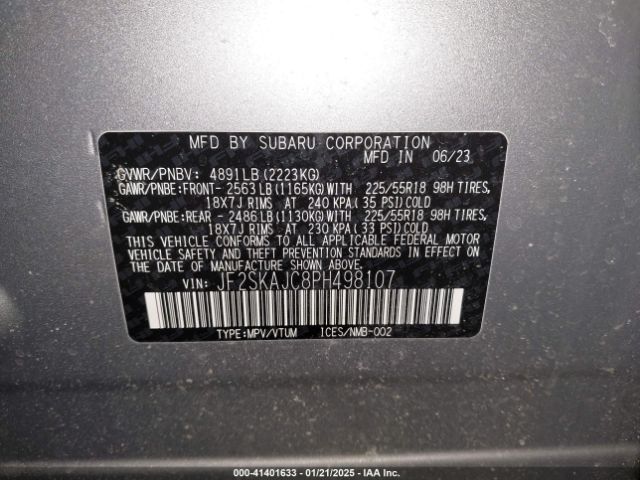 MFD BY SUBARU CORPORATION
MFD IN 06/23
GVWR/PNBV: 4891LB(2223KG)
GAWR/PNBE:FRONT- 2563LB(1165KG)WITH 225/55R18 98H TIRES,
18X7J RIMS AT 240 KPA(35 PSI)COLD
GAWR/PNBE:REAR - 2486LB(1130KG)WITH 225/55R18 98H TIRES,
18X7J RIMS AT 230 KPA(33 PSI)COLD
THIS VEHICLE CONFORMS TO ALL APPLICABLE FEDERAL MOTOR
VEHICLE SAFETY AND THEFT PREVENTION STANDARDS IN EFFECT ON
THE DATE OF MANUFACTURE SHOWN ABOVE.
VIN: JF2SKAJC8PH498107
TYPE:MPV/VTUM ICES/NMB-002
000-41401633 - 01/21/2025 - IAA Inc.